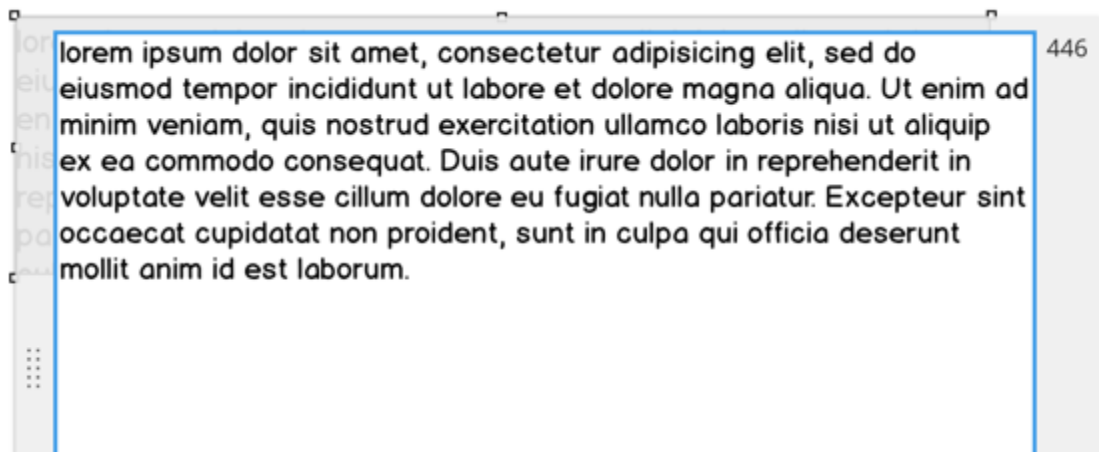 lorem ipsum dolor sit amet, consectetur adipisicing elit, sed do
eiusmod tempor incididunt ut labore et dolore magna aliqua. Ut enim ad
minim veniam, quis nostrud exercitation ullamco laboris nisi ut aliquip
ex ea commodo consequat. Duis aute irure dolor in reprehenderit in
voluptate velit esse cillum dolore eu fugiat nulla pariatur. Excepteur sint
occaecat cupidatat non proident, sunt in culpa qui officia deserunt
mollit anim id est laborum.
446